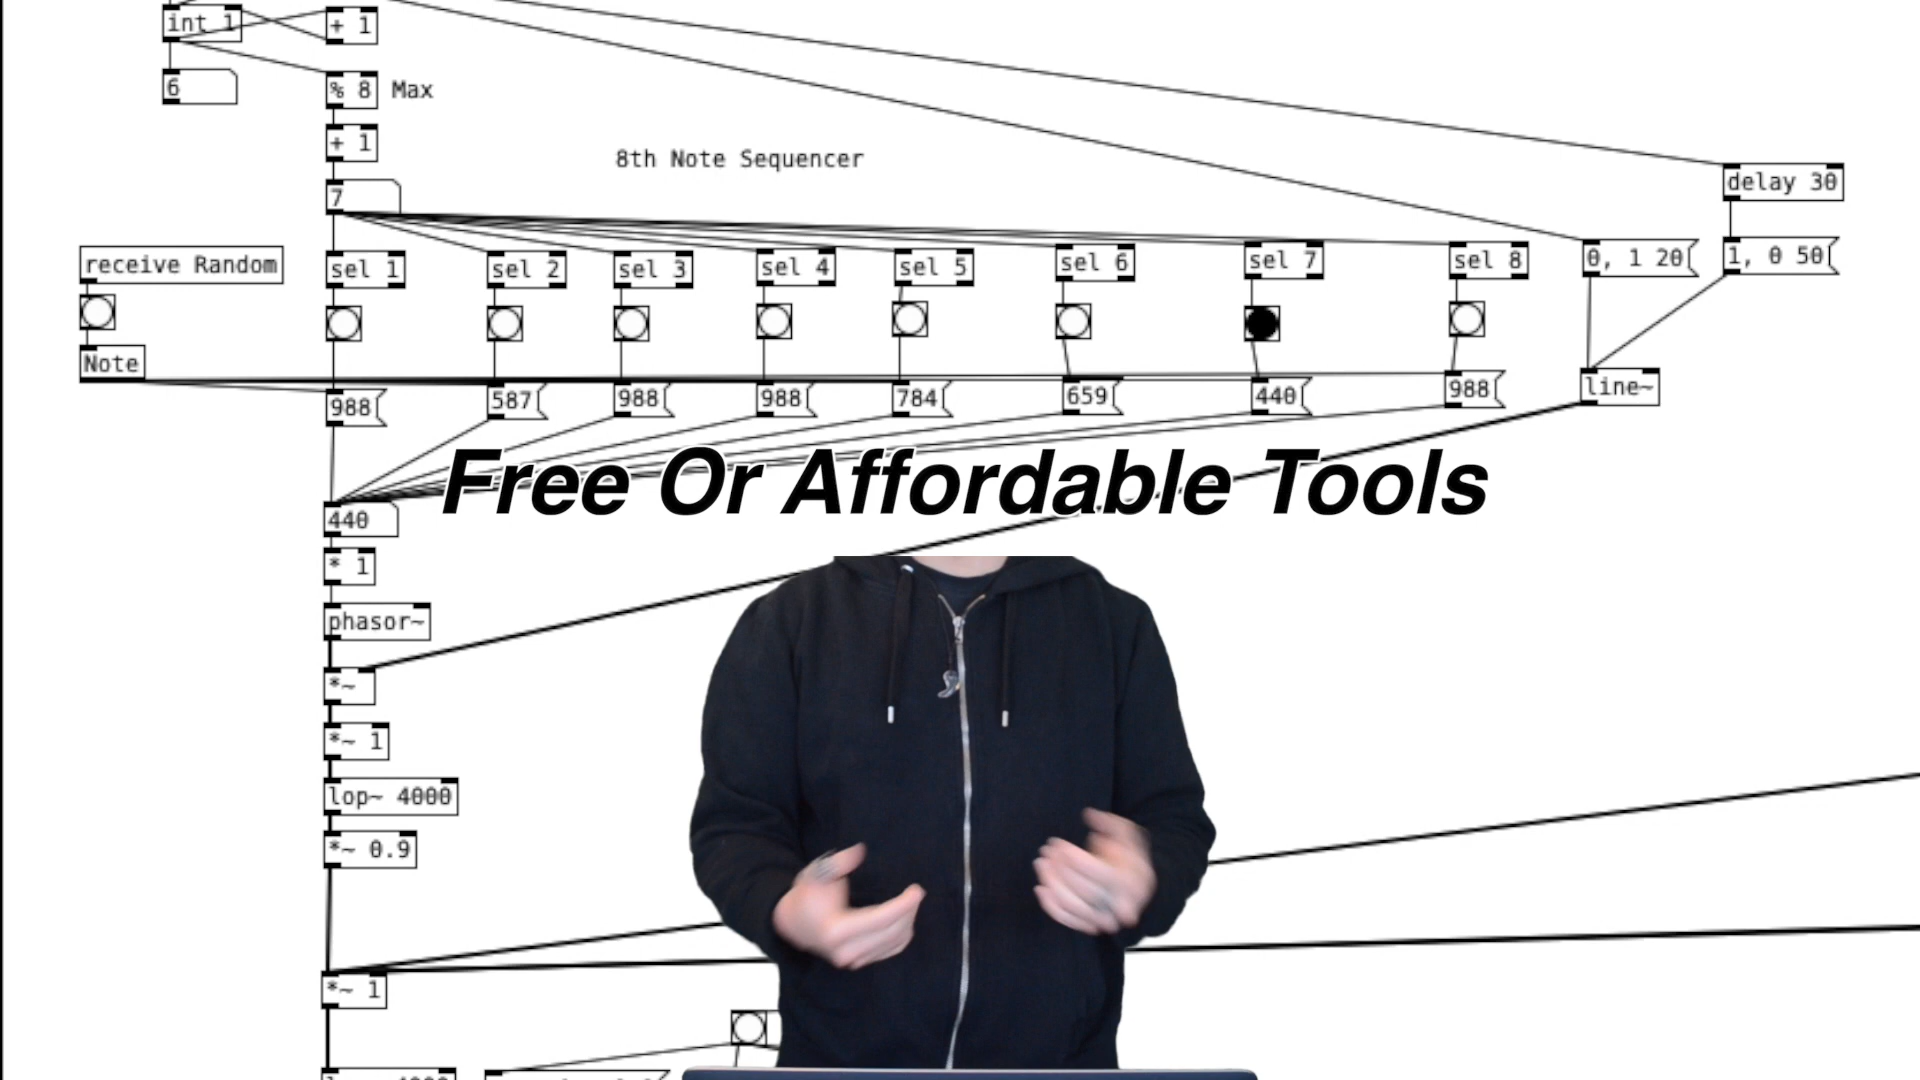 int 1
+ 1
6
% 8 Max
+ 1
8th Note Sequencer
7
delay 30
receive Random
sel 1
sel 2
sel 3
sel 4
sel 5
sel 6
sel 7
sel 8
0, 1 20
1, 0 50
Note
988
587
988
988
784
659
440
988
line~
Free Or Affordable Tools
440
* 1
phasor~
*~
*~ 1
lop~ 4000
*~ 0.9
*~ 1